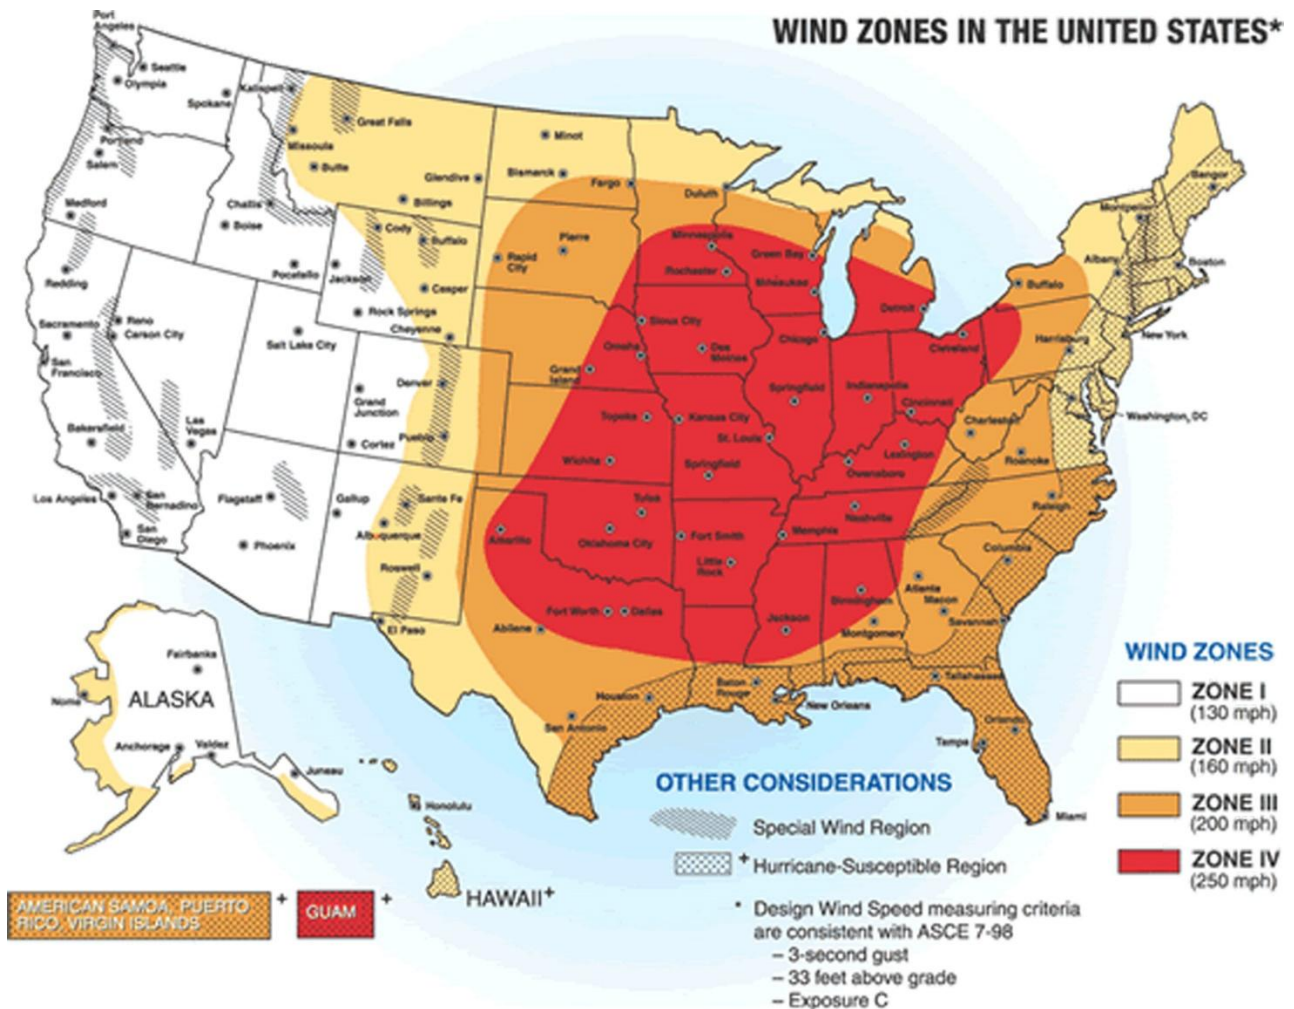 WIND ZONES IN THE UNITED STATES*
Port
Angeles
Seattle
Olympia
Spokane
Kalispell
Great Falls
Missoula
Butte
Glendive
Billings
Minot
Bismarck
Fargo
Duluth
Portland
Salem
Medford
Challis
Boise
Pocatello
Cody
Buffalo
Jackson
Casper
Rock Springs
Cheyenne
Rapid
City
Pierre
Minneapolis
Rochester
Green Bay
Milwaukee
Detroit
Buffalo
Albany
Montpelier
Bangor
Boston
New York
Redding
Sacramento
Reno
Carson City
San
Francisco
Salt Lake City
Denver
Grand
Junction
Cortez
Pueblo
Sioux City
Omaha
Des
Moines
Grand
Island
Chicago
Cleveland
Harrisburg
Washington, DC
Springfield
Indianapolis
Cincinnati
Charleston
Roanoke
Topeka
Kansas City
St. Louis
Lexington
Owensboro
Wichita
Springfield
Bakersfield
Las
Vegas
Los Angeles
San
Bernadino
San
Diego
Flagstaff
Phoenix
Gallup
Santa Fe
Albuquerque
Roswell
El Paso
Amarillo
Tulsa
Oklahoma City
Fort Smith
Little
Rock
Memphis
Nashville
Raleigh
Columbia
Atlanta
Macon
Savannah
Birmingham
Montgomery
Jackson
Fort Worth
Dallas
Abilene
Houston
San Antonio
Baton
Rouge
New Orleans
Tallahassee
Orlando
Tampa
Miami
Fairbanks
ALASKA
Nome
Anchorage
Valdez
Juneau
Honolulu
HAWAII+
AMERICAN SAMOA, PUERTO
RICO, VIRGIN ISLANDS
+
GUAM
+
OTHER CONSIDERATIONS
Special Wind Region
+ Hurricane-Susceptible Region
* Design Wind Speed measuring criteria
are consistent with ASCE 7-98
– 3-second gust
– 33 feet above grade
– Exposure C
WIND ZONES
ZONE I
(130 mph)
ZONE II
(160 mph)
ZONE III
(200 mph)
ZONE IV
(250 mph)